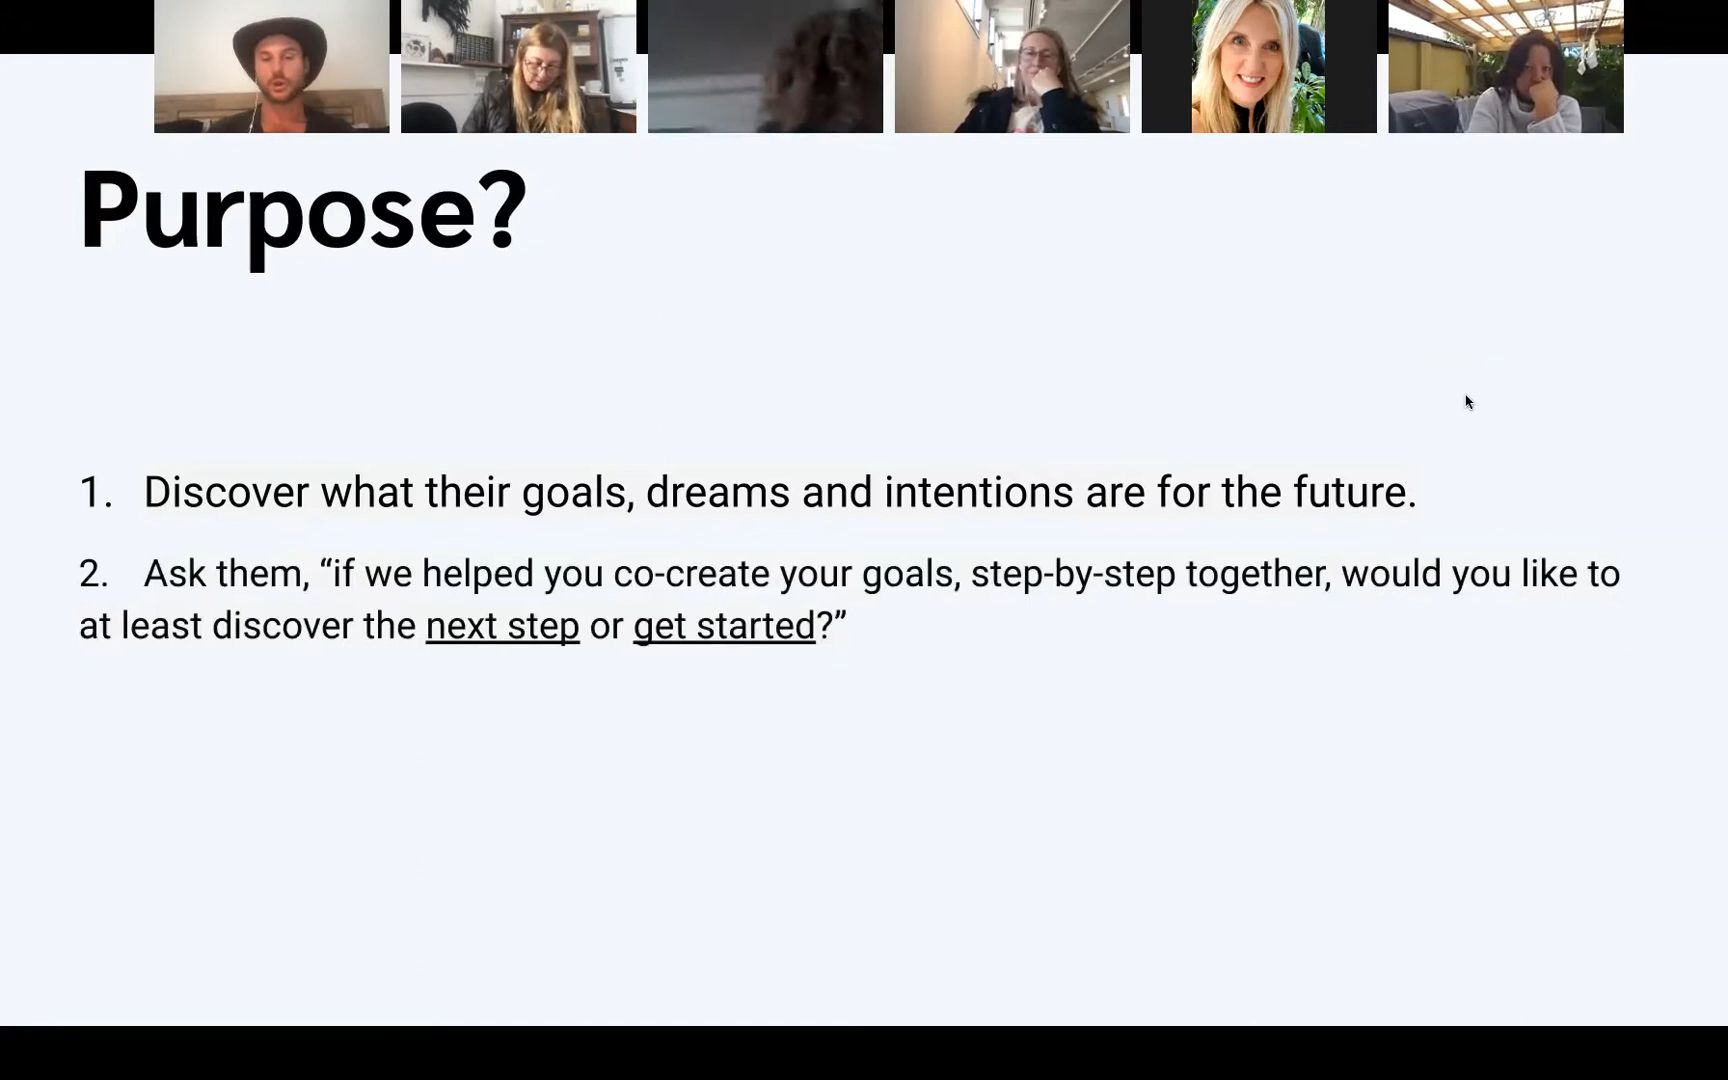 Purpose?
1. Discover what their goals, dreams and intentions are for the future.
2. Ask them, “if we helped you co-create your goals, step-by-step together, would you like to
at least discover the next step or get started?”